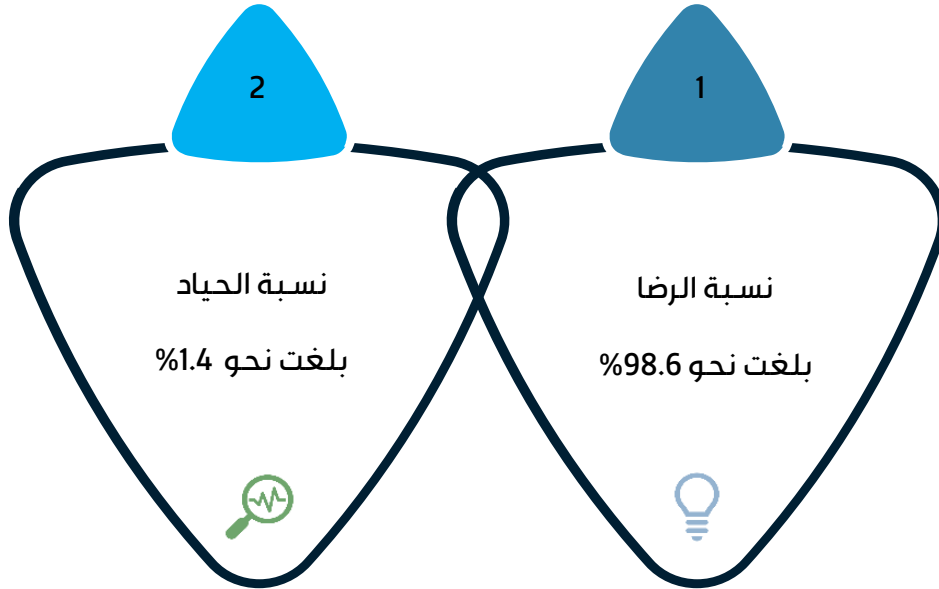 1
نسبة الرضا
بلغت نحو 98.6%
2
نسبة الحياد
بلغت نحو 1.4%